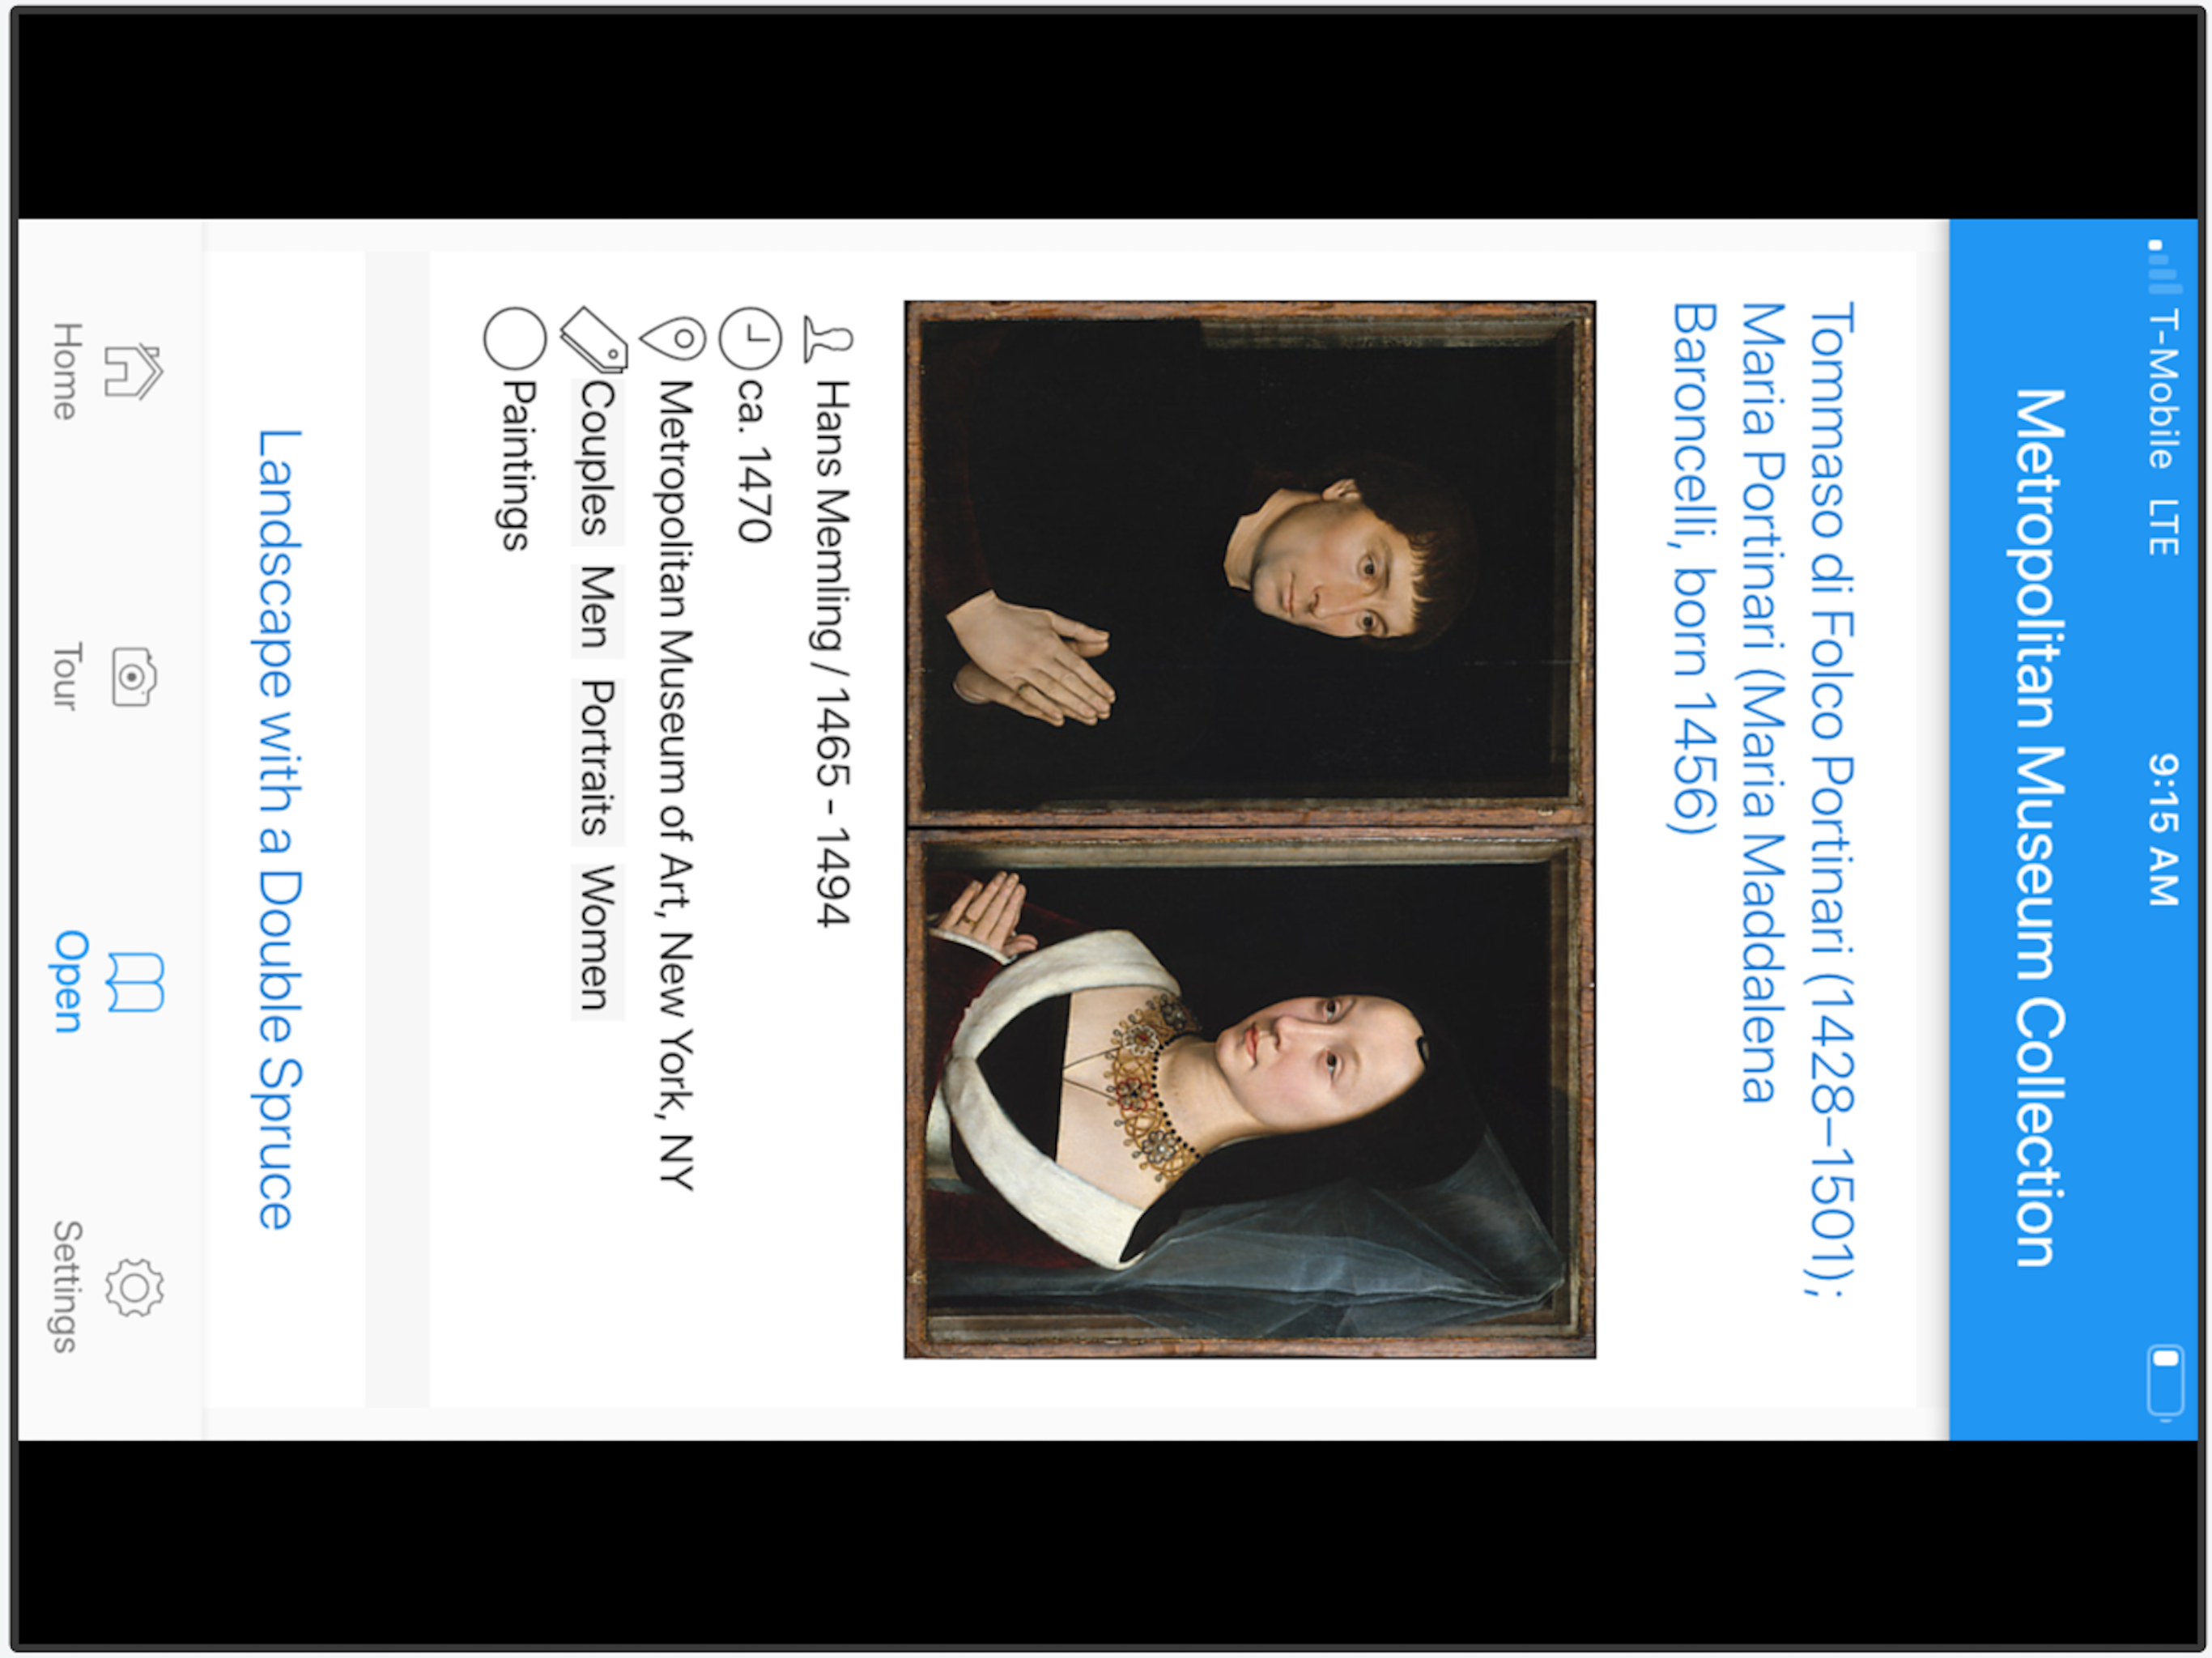 T-Mobile LTE 9:15 AM
Metropolitan Museum Collection
Tommaso di Folco Portinari (1428–1501);
Maria Portinari (Maria Maddalena
Baroncelli, born 1456)
Hans Memling / 1465 - 1494
ca. 1470
Metropolitan Museum of Art, New York, NY
Couples Men Portraits Women
Paintings
Landscape with a Double Spruce
Home Tour Open Settings